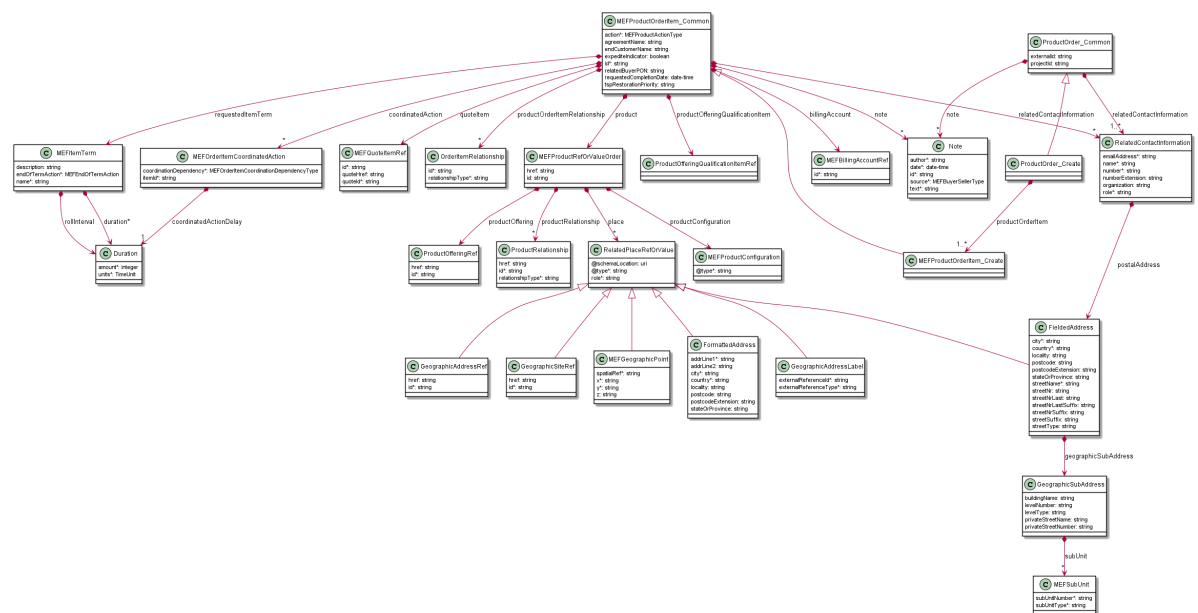 C MEFProductOrderItem_Common
action*: MEFProductActionType
agreementName: string
endCustomerName: string
expediteIndicator: boolean
id*: string
relatedBuyerPON: string
requestedCompletionDate: date-time
tspRestorationPriority: string
C ProductOrder_Common
externalId: string
projectId: string
requestedItemTerm
coordinatedAction
*
quoteItem
productOrderItemRelationship
*
product
productOfferingQualificationItem
billingAccount
note
*
note
*
relatedContactInformation
*
relatedContactInformation
1..*
C MEFItemTerm
description: string
endOfTermAction*: MEFEndOfTermAction
name*: string
C MEFOrderItemCoordinatedAction
coordinationDependency*: MEFOrderItemCoordinationDependencyType
itemId*: string
C MEFQuoteItemRef
id*: string
quoteHref: string
quoteId*: string
C OrderItemRelationship
id*: string
relationshipType*: string
C MEFProductRefOrValueOrder
href: string
id: string
C ProductOfferingQualificationItemRef
C MEFBillingAccountRef
id*: string
C Note
author*: string
date*: date-time
id*: string
source*: MEFBuyerSellerType
text*: string
C ProductOrder_Create
C RelatedContactInformation
emailAddress*: string
name*: string
number*: string
numberExtension: string
organization: string
role*: string
rollInterval
duration*
coordinatedActionDelay
1
productOffering
productRelationship
*
place
*
productConfiguration
productOrderItem
1..*
postalAddress
C Duration
amount*: integer
units*: TimeUnit
C ProductOfferingRef
href: string
id*: string
C ProductRelationship
href: string
id*: string
relationshipType*: string
C RelatedPlaceRefOrValue
@schemaLocation: uri
@type*: string
role*: string
C MEFProductConfiguration
@type*: string
C MEFProductOrderItem_Create
C GeographicAddressRef
href: string
id*: string
C GeographicSiteRef
href: string
id*: string
C MEFGeographicPoint
spatialRef*: string
x*: string
y*: string
z: string
C FormattedAddress
addrLine1*: string
addrLine2: string
city*: string
country*: string
locality: string
postcode: string
postcodeExtension: string
stateOrProvince: string
C GeographicAddressLabel
externalReferenceId*: string
externalReferenceType*: string
C FieldedAddress
city*: string
country*: string
locality: string
postcode: string
postcodeExtension: string
stateOrProvince: string
streetName*: string
streetNr: string
streetNrLast: string
streetNrLastSuffix: string
streetNrSuffix: string
streetSuffix: string
streetType: string
geographicSubAddress
C GeographicSubAddress
buildingName: string
levelNumber: string
levelType: string
privateStreetName: string
privateStreetNumber: string
subUnit
*
C MEFSubUnit
subUnitNumber*: string
subUnitType*: string